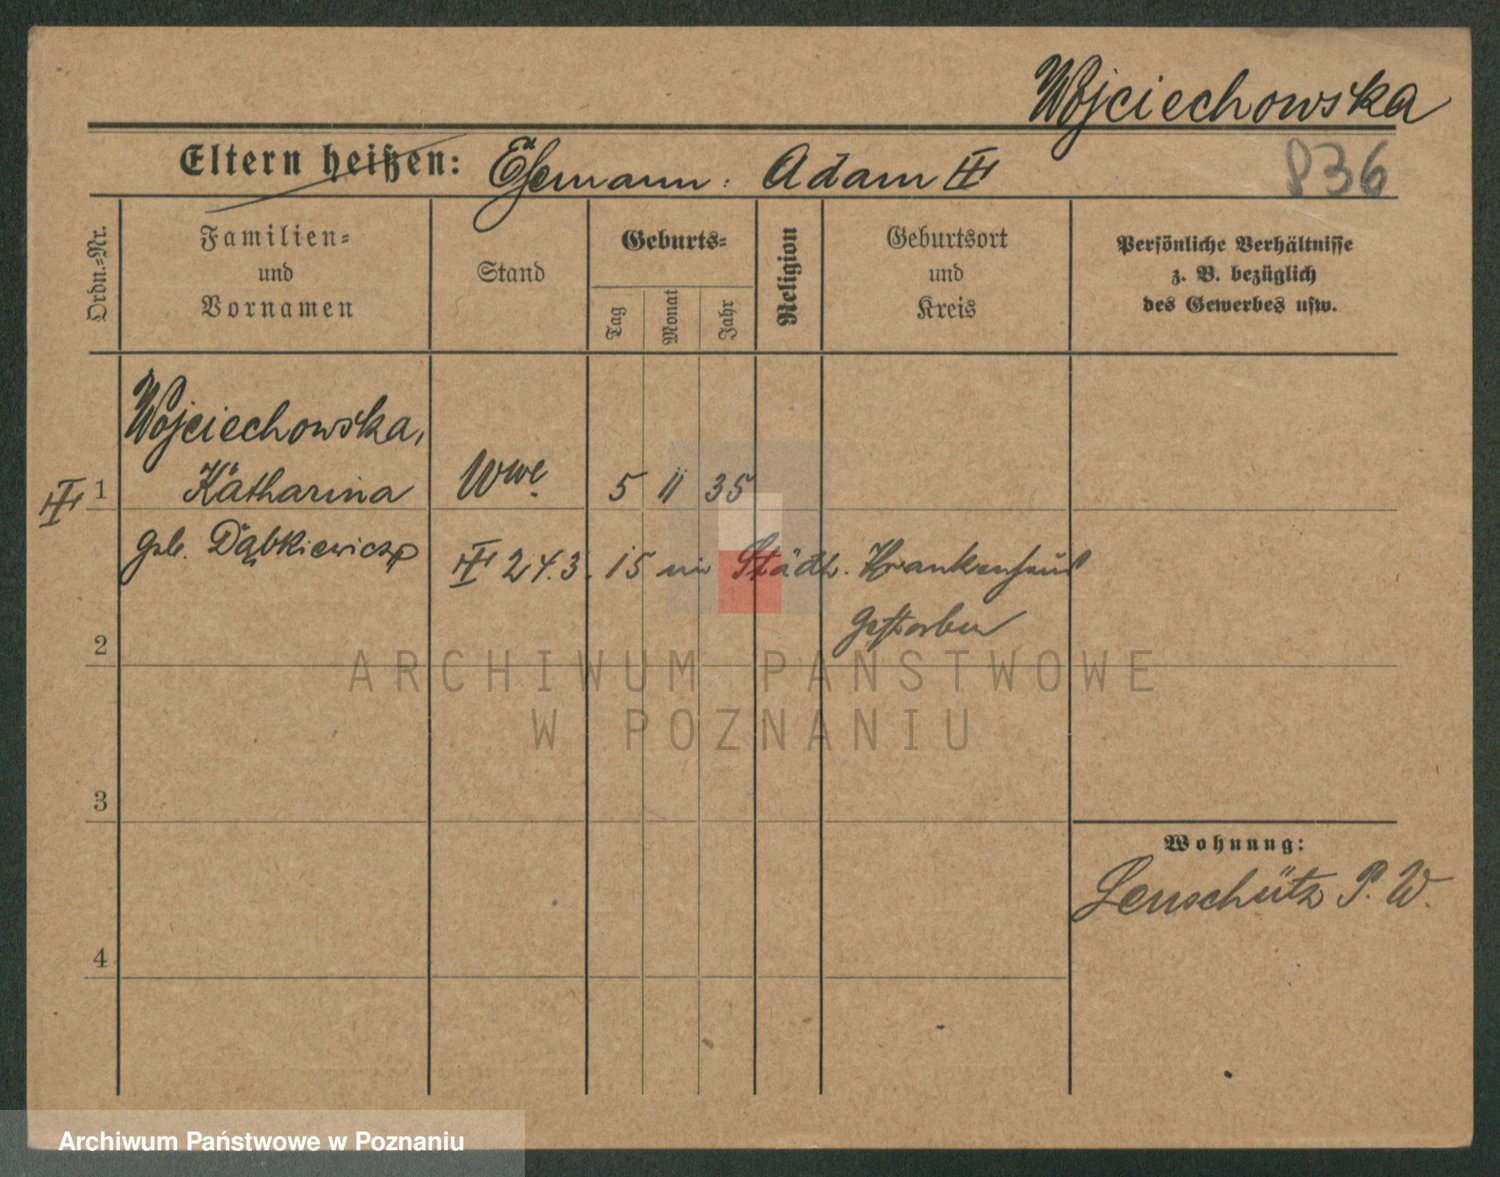 Wojciechowska
Eltern heißen: Ehemann: Adam
836
Ordn.-Nr.
Familien-
und
Vornamen
Stand
Geburts-
Tag
Monat
Jahr
Religion
Geburtsort
und
Kreis
Persönliche Verhältnisse
z. B. bezüglich
des Gewerbes usw.
Wojciechowska,
1 Katharina Wwe. 5 11 35
geb. Dąbkiewicz
24.3.15 im Städt. Krankenhaus
gestorben
2
ARCHIWUM PAŃSTWOWE
W POZNANIU
3
Wohnung:
P. W.
4
Archiwum Państwowe w Poznaniu